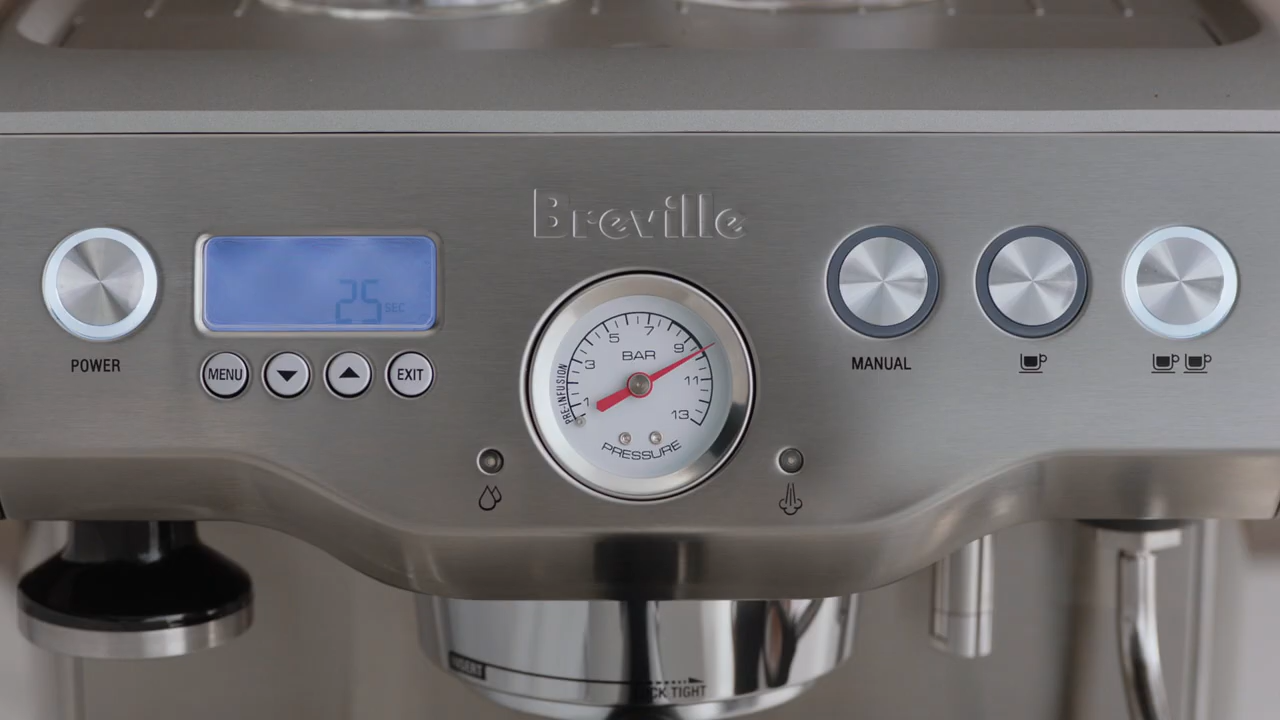 Breville
25 SEC
POWER
MENU
EXIT
MANUAL
PRE-INFUSION
1
3
5
7
9
11
13
BAR
PRESSURE
INSERT
CK TIGHT